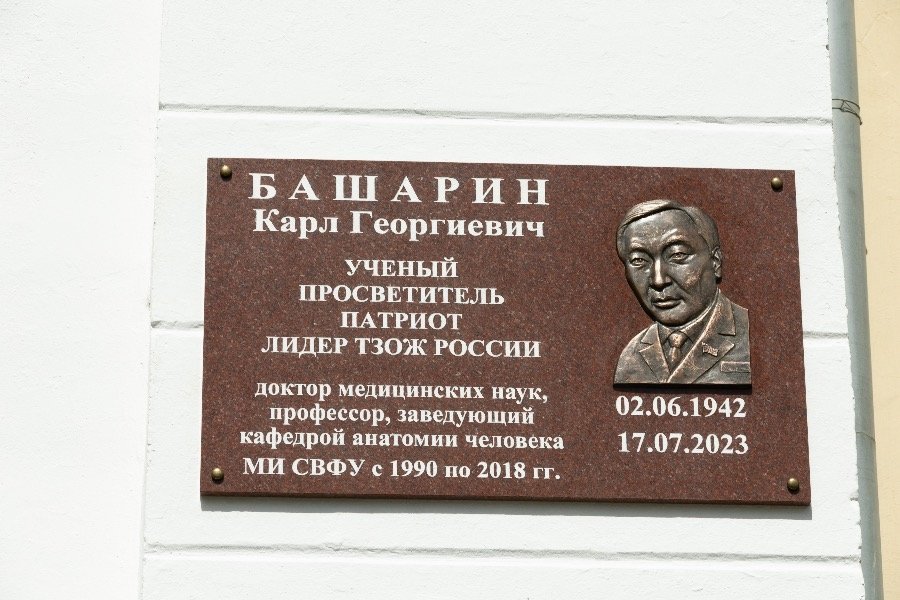 БАШАРИН
Карл Георгиевич
УЧЕНЫЙ
ПРОСВЕТИТЕЛЬ
ПАТРИОТ
ЛИДЕР ТЗОЖ РОССИИ
доктор медицинских наук,
профессор, заведующий
кафедрой анатомии человека
МИ СВФУ с 1990 по 2018 гг.
02.06.1942
17.07.2023